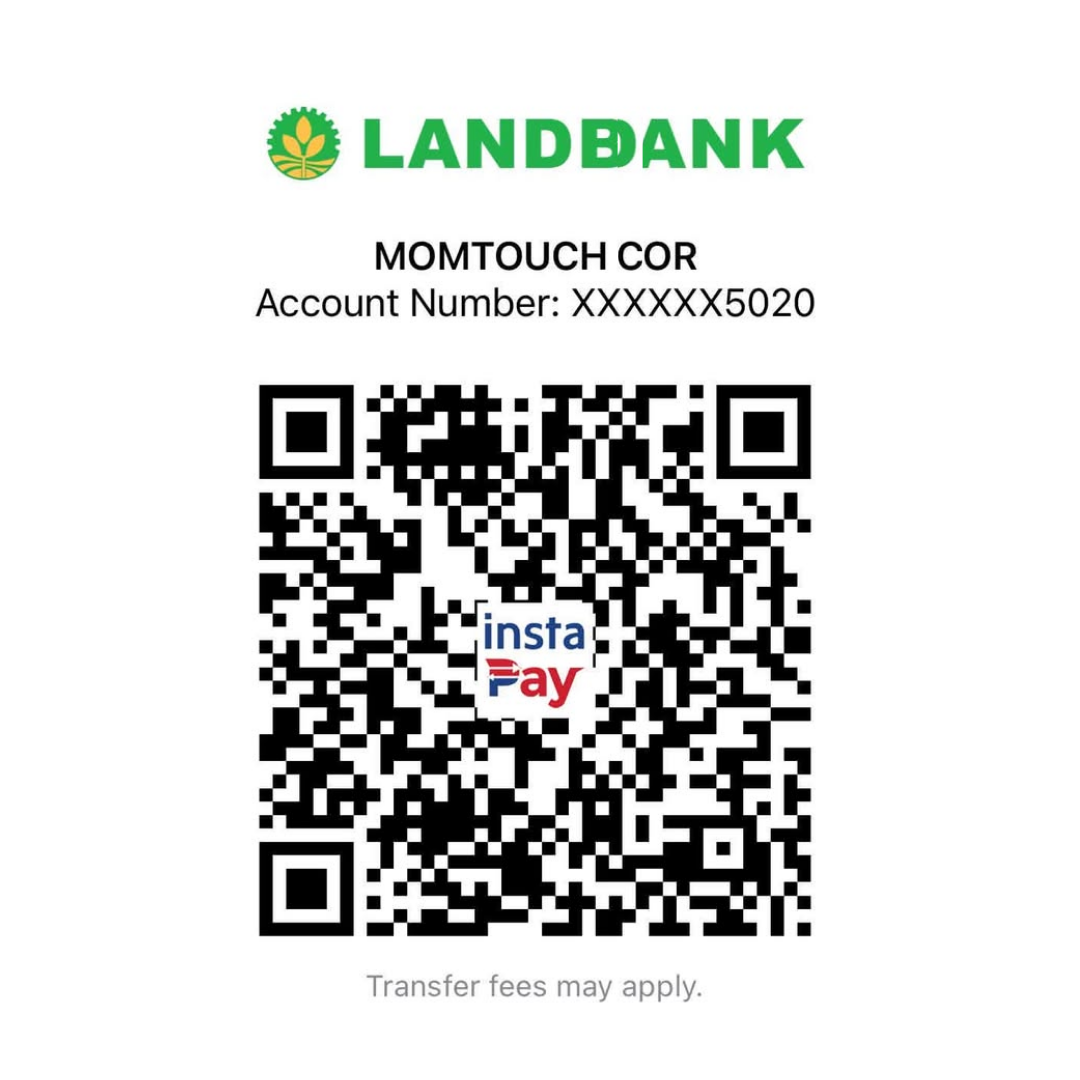 LANDBANK
MOMTOUCH COR
Account Number: XXXXXX5020
insta
Pay
Transfer fees may apply.